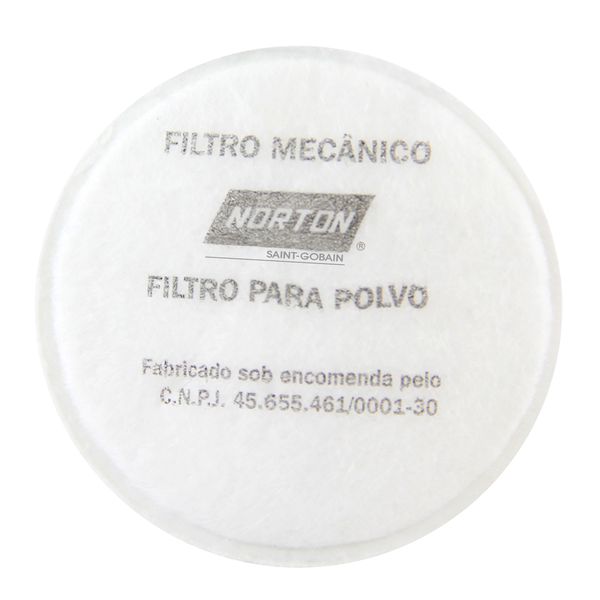 FILTRO MECÂNICO
NORTON
®
SAINT-GOBAIN
FILTRO PARA POLVO
Fabricado sob encomenda pelo
C.N.P.J. 45.655.461/0001-30